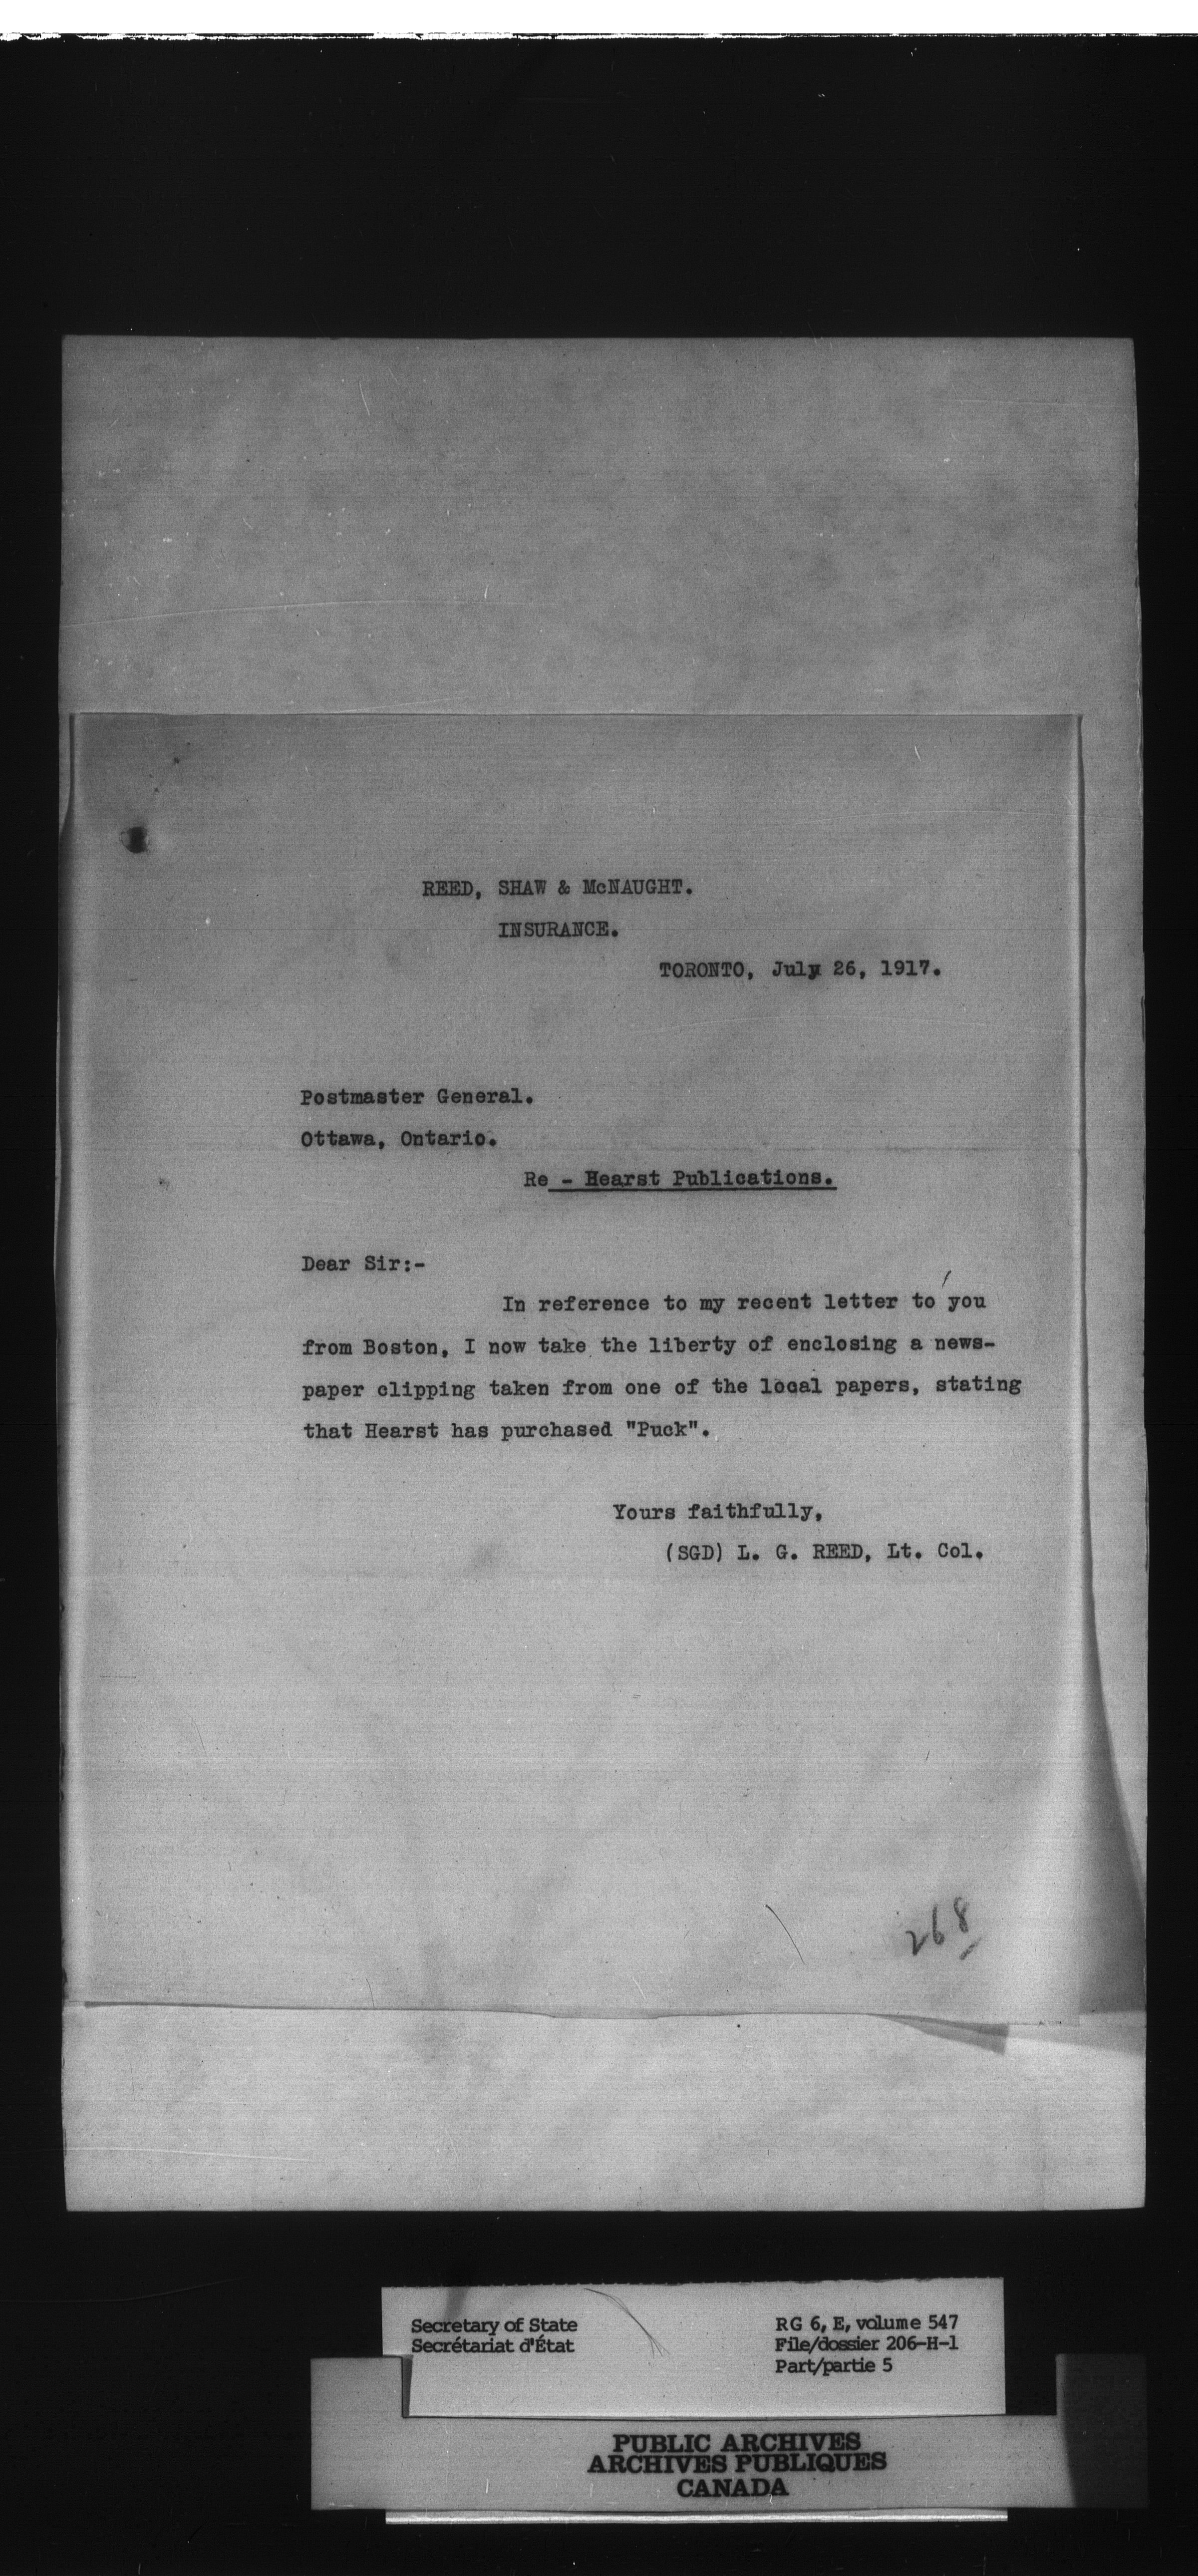 REED, SHAW & McNAUGHT.
INSURANCE.
TORONTO, July 26, 1917.
Postmaster General.
Ottawa, Ontario.
Re - Hearst Publications.
Dear Sir:-
In reference to my recent letter to you
from Boston, I now take the liberty of enclosing a news-
paper clipping taken from one of the local papers, stating
that Hearst has purchased "Puck".
Yours faithfully,
(SGD) L. G. REED, Lt. Col.
268
Secretary of State
Secrétariat d'État
RG 6, E, volume 547
File/dossier 206-H-1
Part/partie 5
PUBLIC ARCHIVES
ARCHIVES PUBLIQUES
CANADA